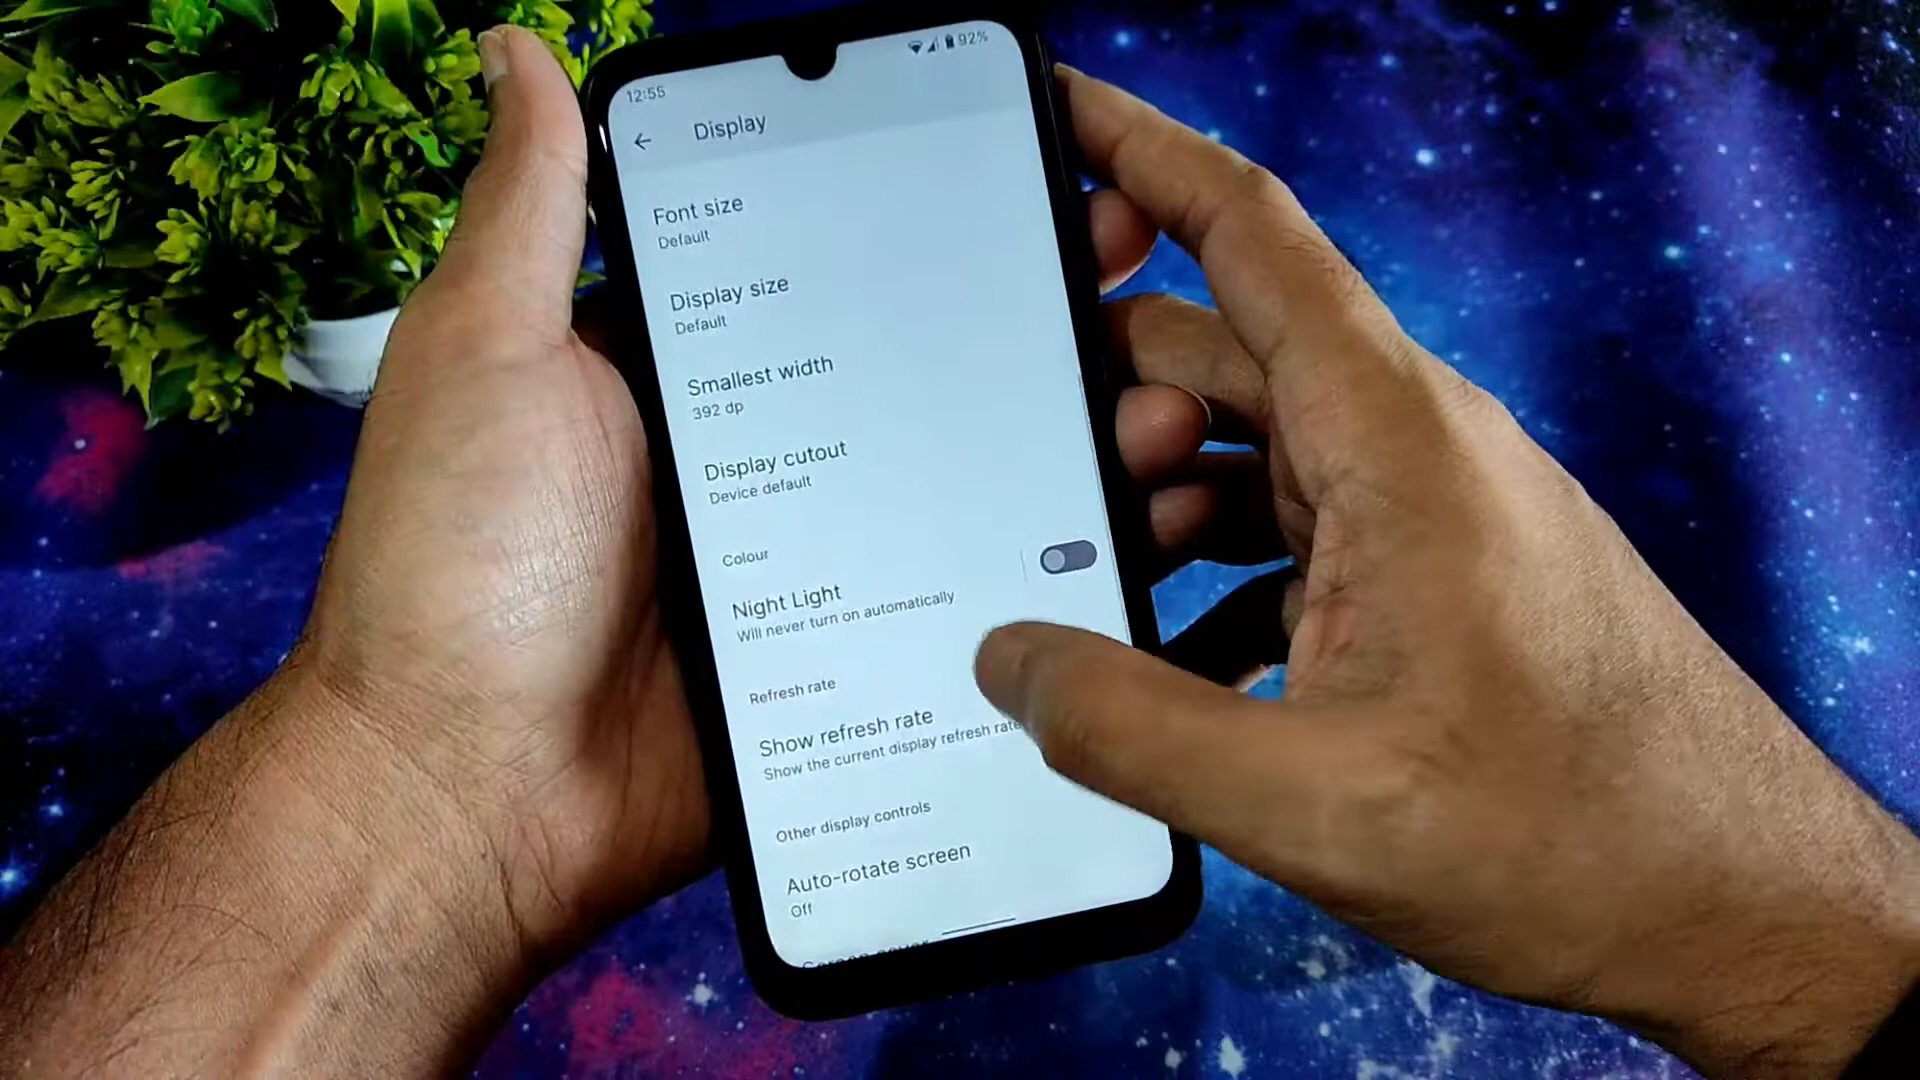 12:55
92%
Display
Font size
Default
Display size
Default
Smallest width
392 dp
Display cutout
Device default
Colour
Night Light
Will never turn on automatically
Refresh rate
Show refresh rate
Show the current display refresh rate
Other display controls
Auto-rotate screen
Off